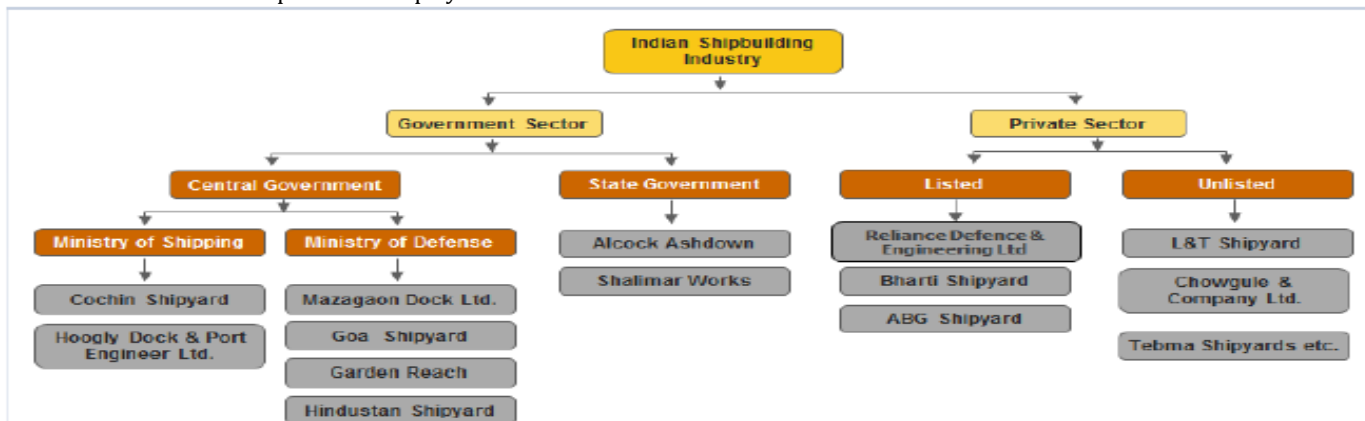 Indian Shipbuilding
Industry
Government Sector
Private Sector
Central Government
State Government
Listed
Unlisted
Ministry of Shipping
Ministry of Defense
Cochin Shipyard
Hoogly Dock & Port
Engineer Ltd.
Mazagaon Dock Ltd.
Goa Shipyard
Garden Reach
Hindustan Shipyard
Alcock Ashdown
Shalimar Works
Reliance Defence &
Engineering Ltd
Bharti Shipyard
ABG Shipyard
L&T Shipyard
Chowgule &
Company Ltd.
Tebma Shipyards etc.